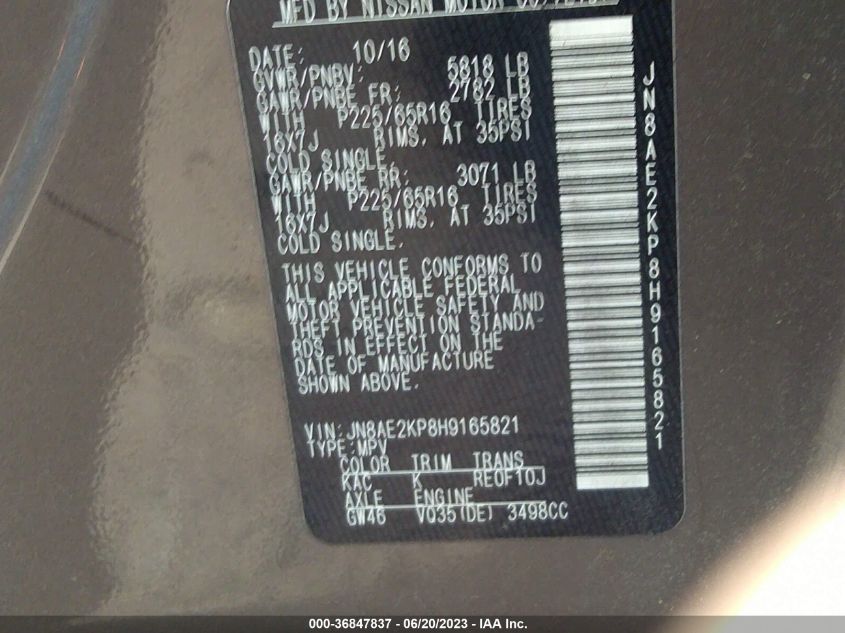 MFD BY NISSAN MOTOR CO.,LTD.
DATE: 10/16
GVWR/PNBV: 5818 LB
GAWR/PNBE FR: 2782 LB
WITH P225/65R16 TIRES
16X7J RIMS, AT 35PSI
COLD SINGLE.
GAWR/PNBE RR: 3071 LB
WITH P225/65R16 TIRES
16X7J RIMS, AT 35PSI
COLD SINGLE.
THIS VEHICLE CONFORMS TO
ALL APPLICABLE FEDERAL
MOTOR VEHICLE SAFETY AND
THEFT PREVENTION STANDA-
RDS IN EFFECT ON THE
DATE OF MANUFACTURE
SHOWN ABOVE.
VIN:JN8AE2KP8H9165821
TYPE:MPV
COLOR TRIM TRANS
KAC K RE0F10J
AXLE ENGINE
GW46 VQ35(DE) 3498CC
JN8AE2KP8H9165821
000-36847837 - 06/20/2023 - IAA Inc.